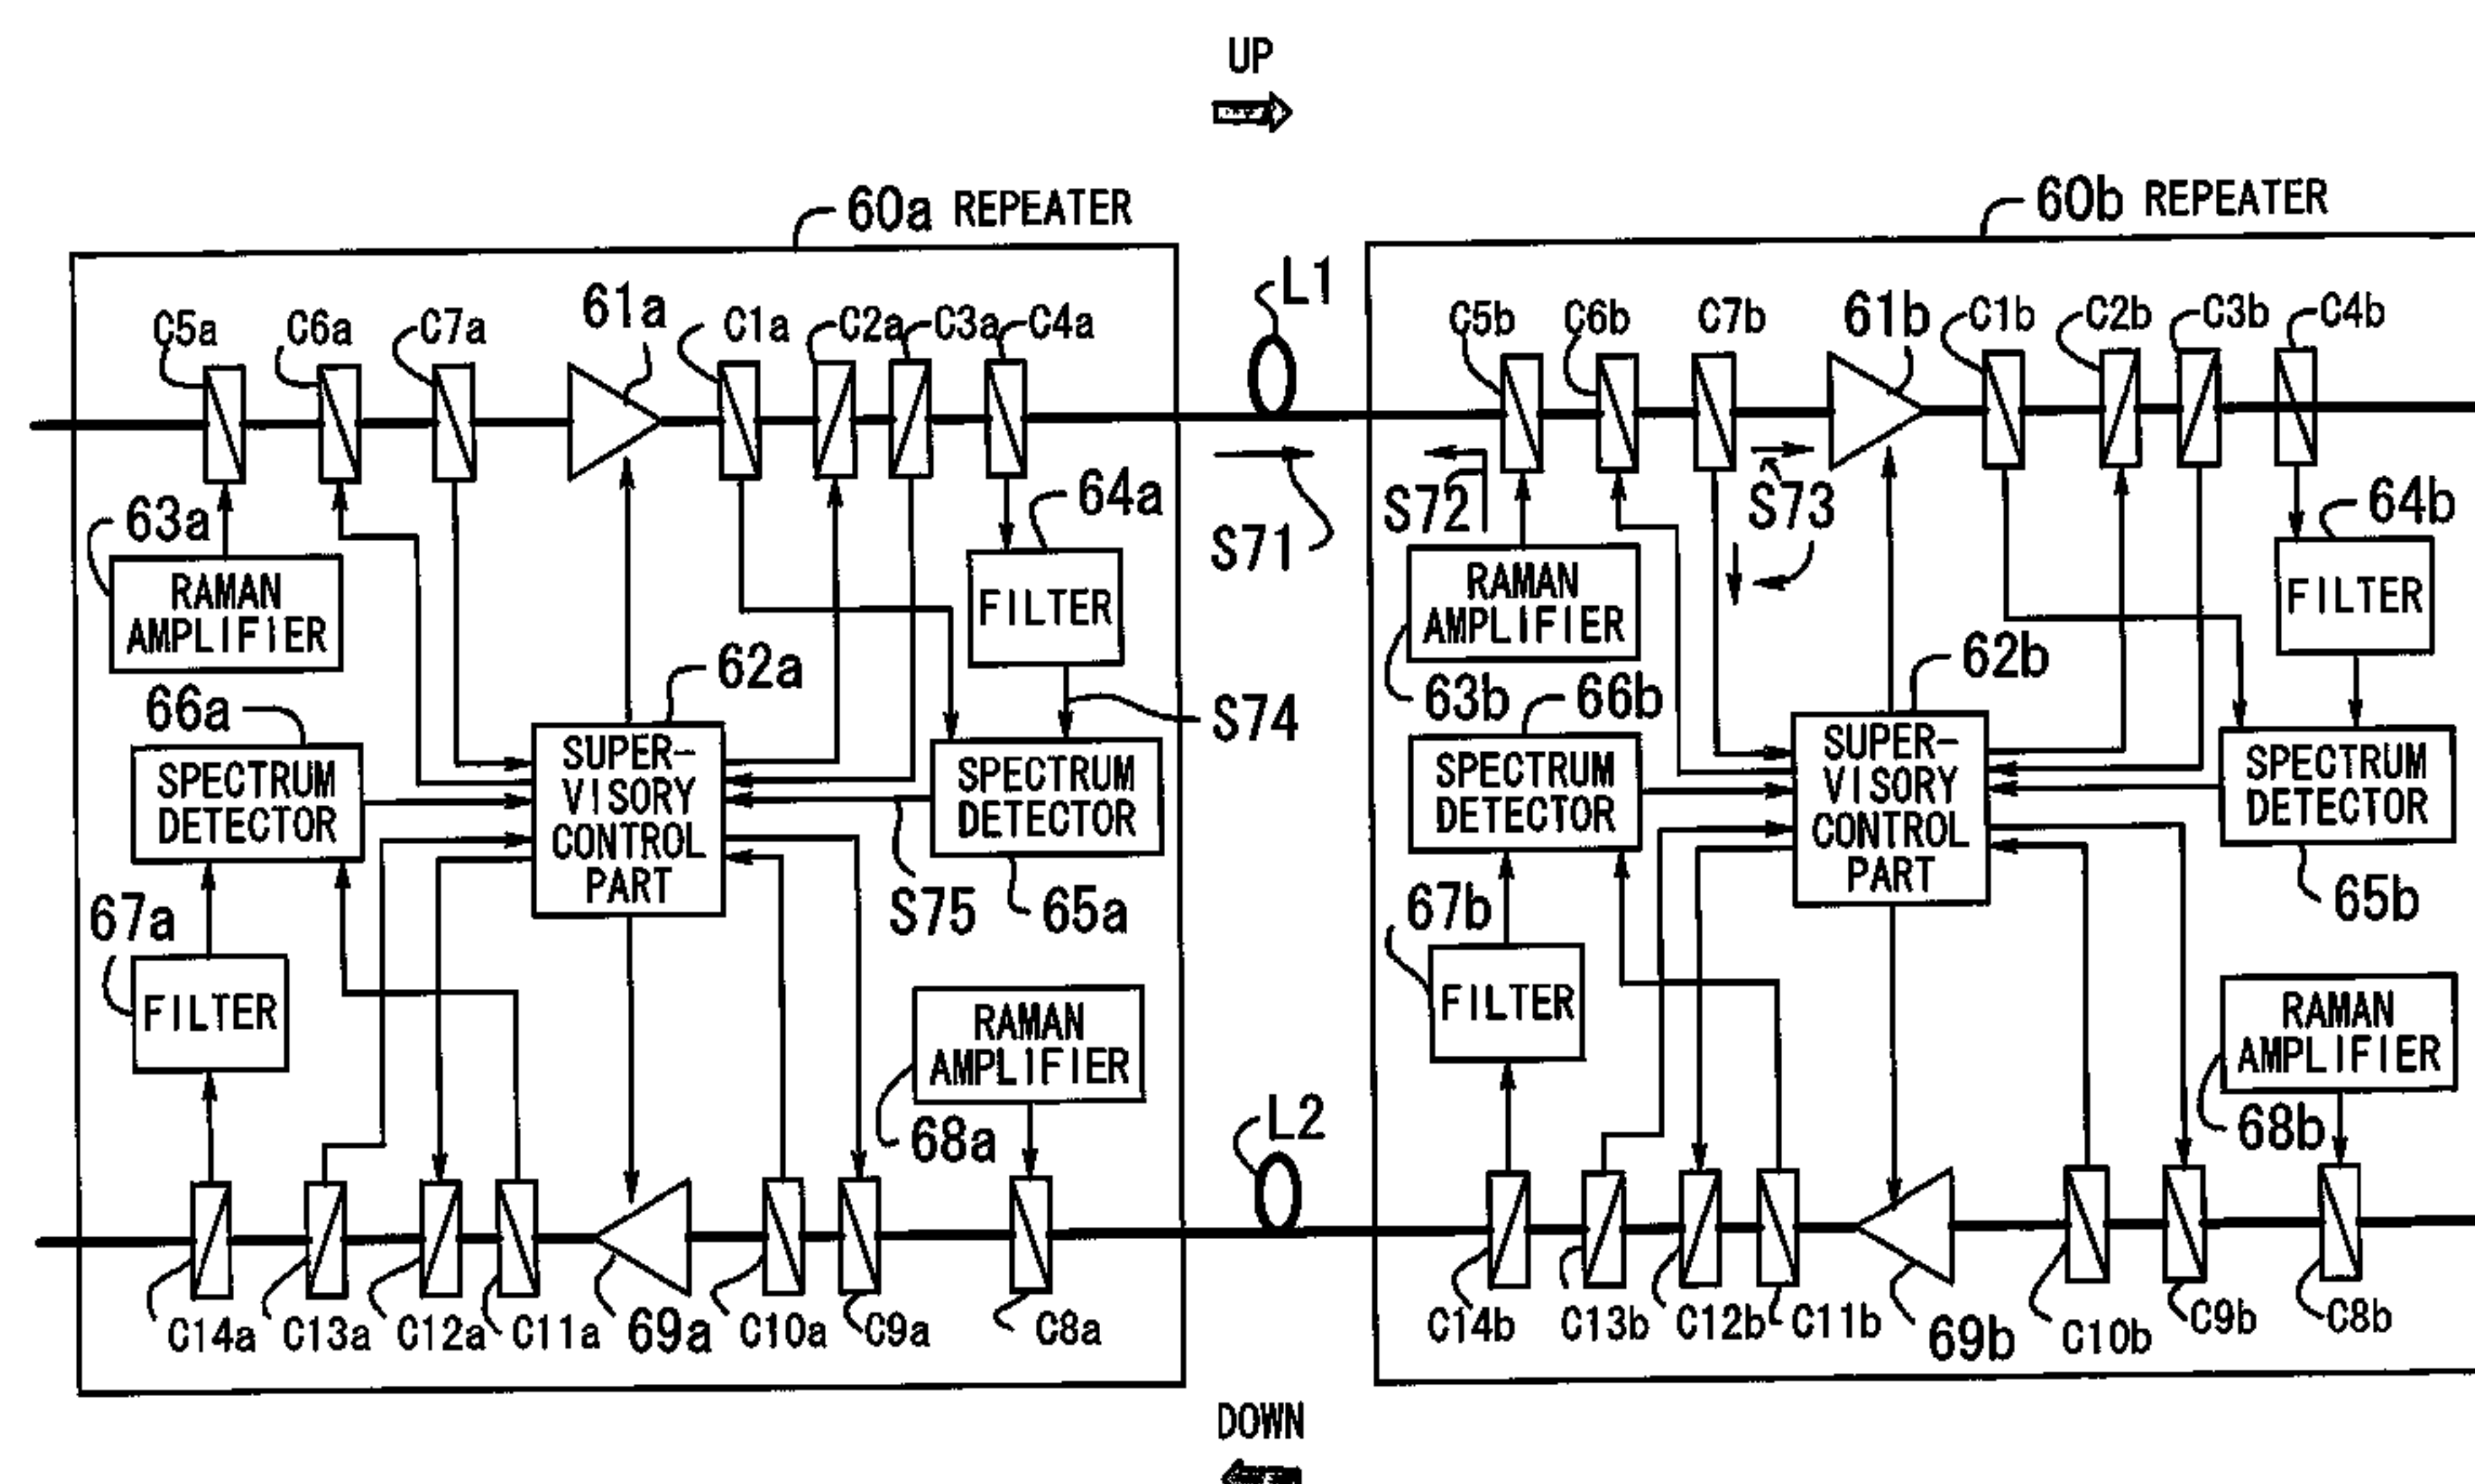 UP
60a REPEATER
60b REPEATER
L1
C5a C6a C7a 61a C1a C2a C3a C4a
C5b C6b C7b 61b C1b C2b C3b C4b
63a
64a
S71
S72
S73
64b
RAMAN
AMPLIFIER
FILTER
RAMAN
AMPLIFIER
FILTER
62a
62b
66a
S74
63b
66b
SPECTRUM
DETECTOR
SUPER-
VISORY
CONTROL
PART
SPECTRUM
DETECTOR
SPECTRUM
DETECTOR
SUPER-
VISORY
CONTROL
PART
SPECTRUM
DETECTOR
67a
S75
65a
67b
65b
FILTER
RAMAN
AMPLIFIER
FILTER
RAMAN
AMPLIFIER
68a
L2
68b
C14a C13a C12a C11a 69a C10a C9a C8a
C14b C13b C12b C11b 69b C10b C9b C8b
DOWN